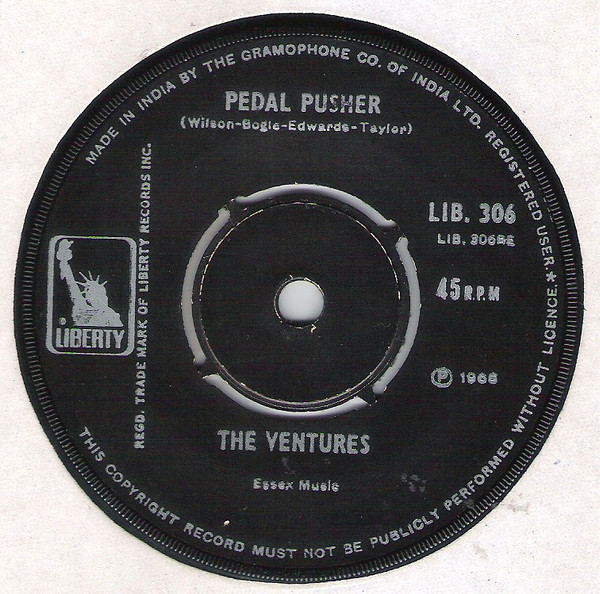 MADE IN INDIA BY THE GRAMOPHONE CO. OF INDIA LTD. REGISTERED USER.*
PEDAL PUSHER
(Wilson-Bogle-Edwards-Taylor)
LIB. 306
LIB. 306BE
45 R.P.M
℗ 1966
® LIBERTY
REGD. TRADE MARK OF LIBERTY RECORDS INC.
THE VENTURES
Essex Music
THIS COPYRIGHT RECORD MUST NOT BE PUBLICLY PERFORMED WITHOUT LICENCE.*